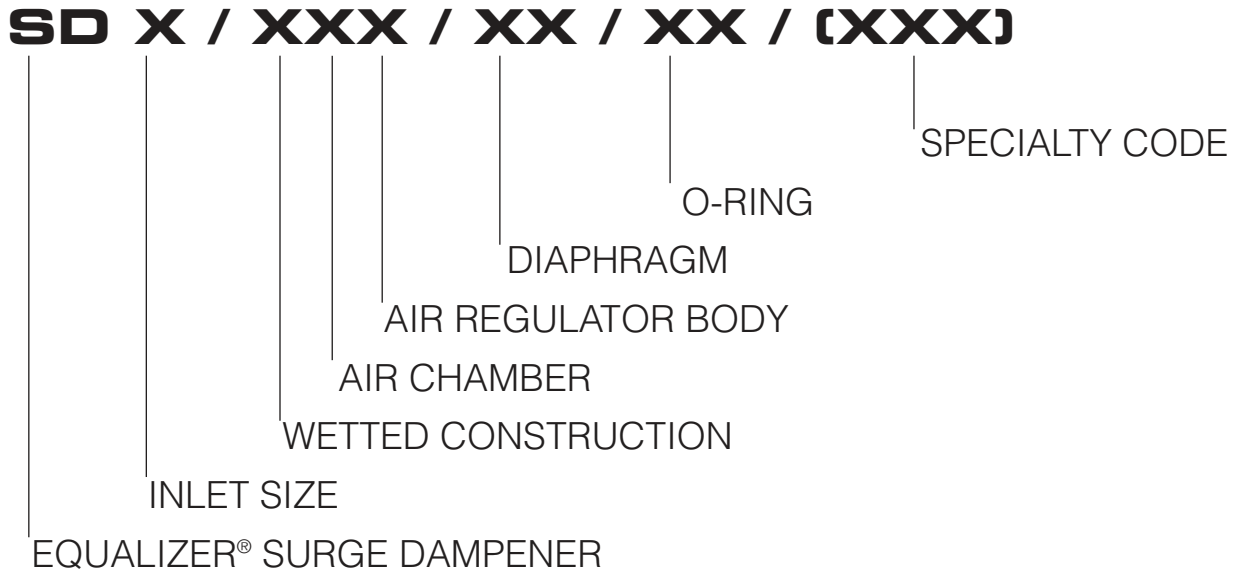 SD X / XXX / XX / XX / (XXX)
SPECIALTY CODE
O-RING
DIAPHRAGM
AIR REGULATOR BODY
AIR CHAMBER
WETTED CONSTRUCTION
INLET SIZE
EQUALIZER® SURGE DAMPENER